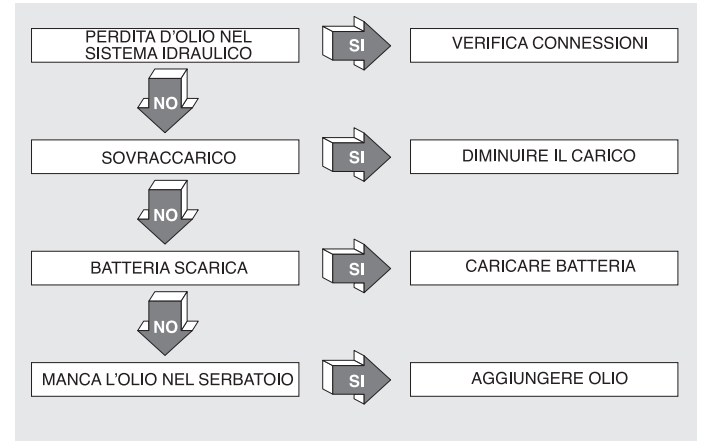 PERDITA D'OLIO NEL
SISTEMA IDRAULICO
SI
VERIFICA CONNESSIONI
NO
SOVRACCARICO
SI
DIMINUIRE IL CARICO
NO
BATTERIA SCARICA
SI
CARICARE BATTERIA
NO
MANCA L'OLIO NEL SERBATOIO
SI
AGGIUNGERE OLIO